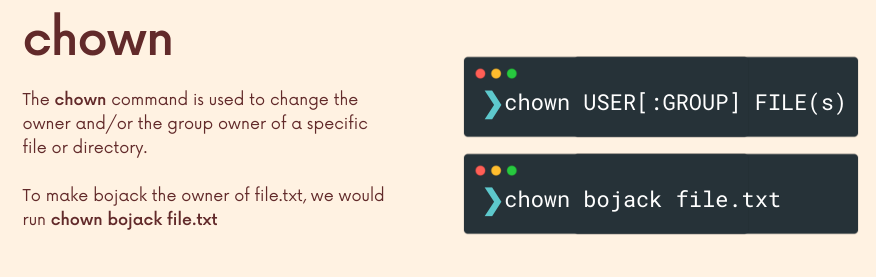 chown
The chown command is used to change the
owner and/or the group owner of a specific
file or directory.
To make bojack the owner of file.txt, we would
run chown bojack file.txt
❯chown USER[:GROUP] FILE(s)
❯chown bojack file.txt